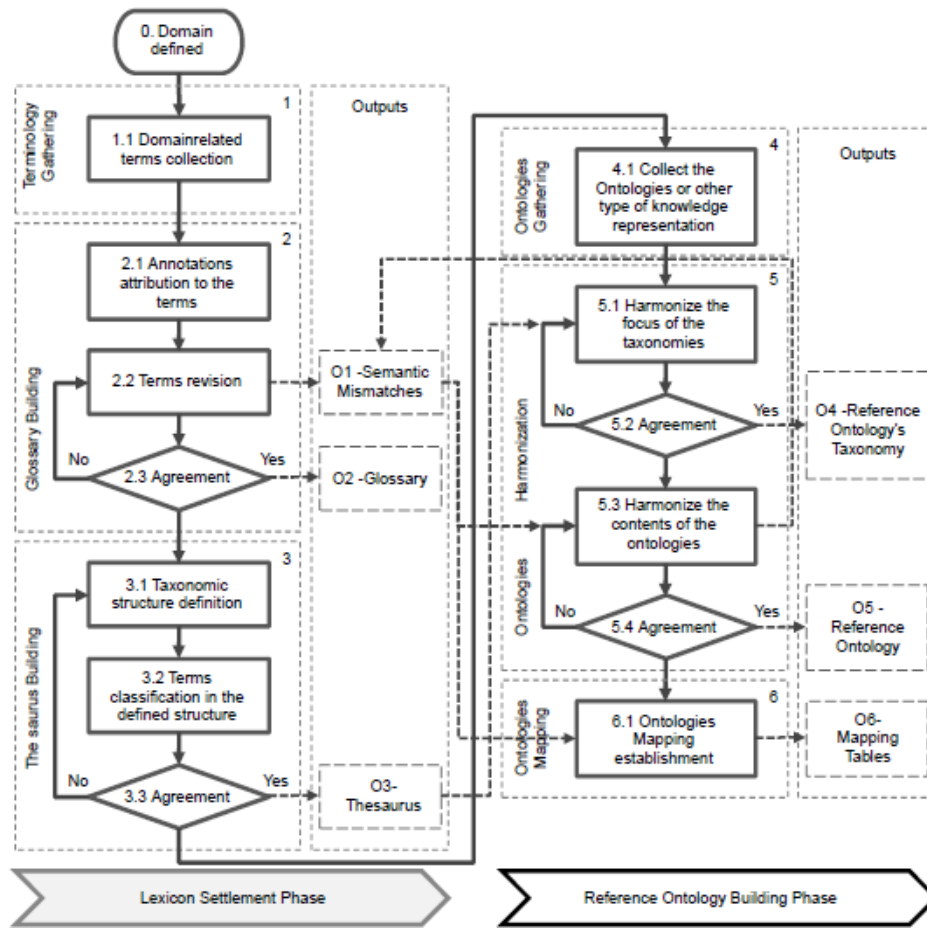 0. Domain
defined
1
Terminology
Gathering
1.1 Domainrelated
terms collection
Outputs
2
Glossary Building
2.1 Annotations
attribution to the
terms
2.2 Terms revision
No
2.3 Agreement
Yes
O1 -Semantic
Mismatches
O2 -Glossary
3
The saurus Building
3.1 Taxonomic
structure definition
3.2 Terms
classification in the
defined structure
No
3.3 Agreement
Yes
O3-
Thesaurus
4
Ontologies
Gathering
4.1 Collect the
Ontologies or other
type of knowledge
representation
Outputs
5
Ontologies Harmonization
5.1 Harmonize the
focus of the
taxonomies
No
5.2 Agreement
Yes
O4 -Reference
Ontology's
Taxonomy
5.3 Harmonize the
contents of the
ontologies
No
5.4 Agreement
Yes
O5 -
Reference
Ontology
6
Ontologies
Mapping
6.1 Ontologies
Mapping
establishment
O6-
Mapping
Tables
Lexicon Settlement Phase
Reference Ontology Building Phase